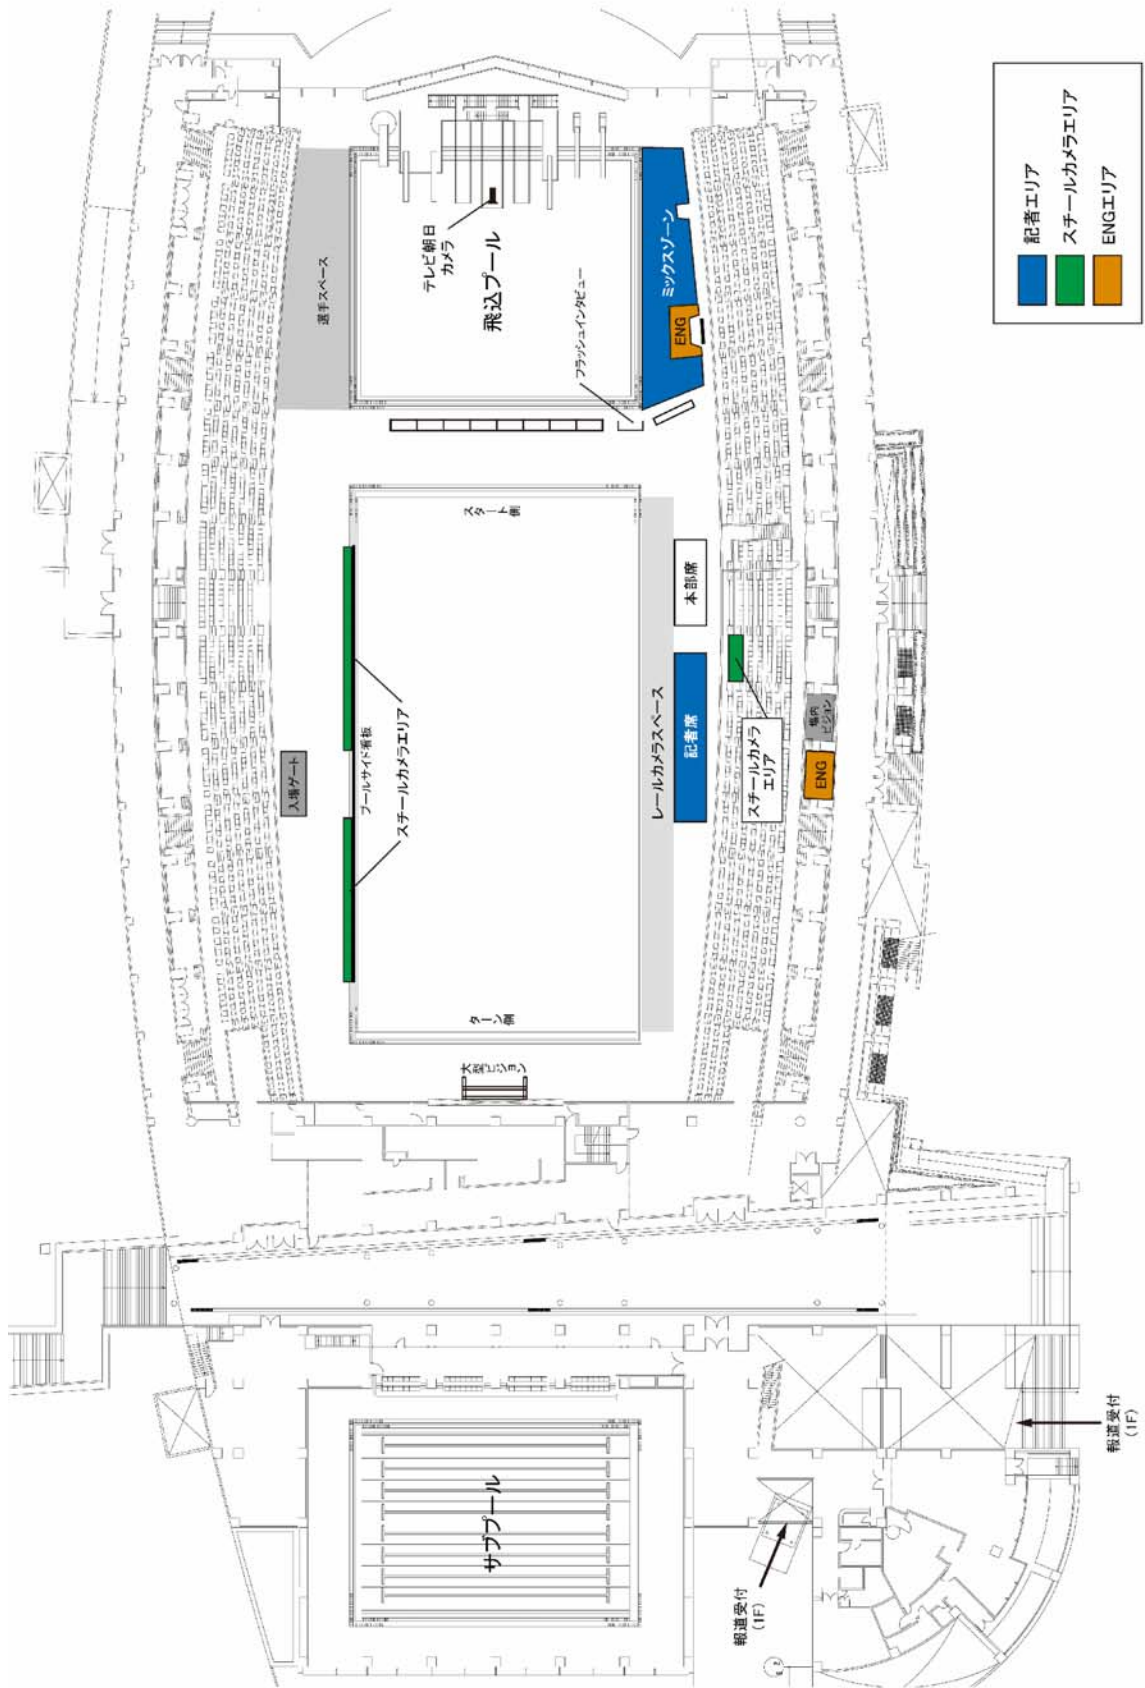 記者エリア
スチールカメラエリア
ENGエリア
選手スペース
テレビ朝日
カメラ
飛込プール
フラッシュインタビュー
ミックスゾーン
ENG
スタート側
入場ゲート
プールサイド看板
スチールカメラエリア
レールカメラスペース
本部席
記者席
スチールカメラ
エリア
場内
ビジョン
ENG
ターン側
大型ビジョン
サブプール
報道受付
(1F)
報道受付
(1F)